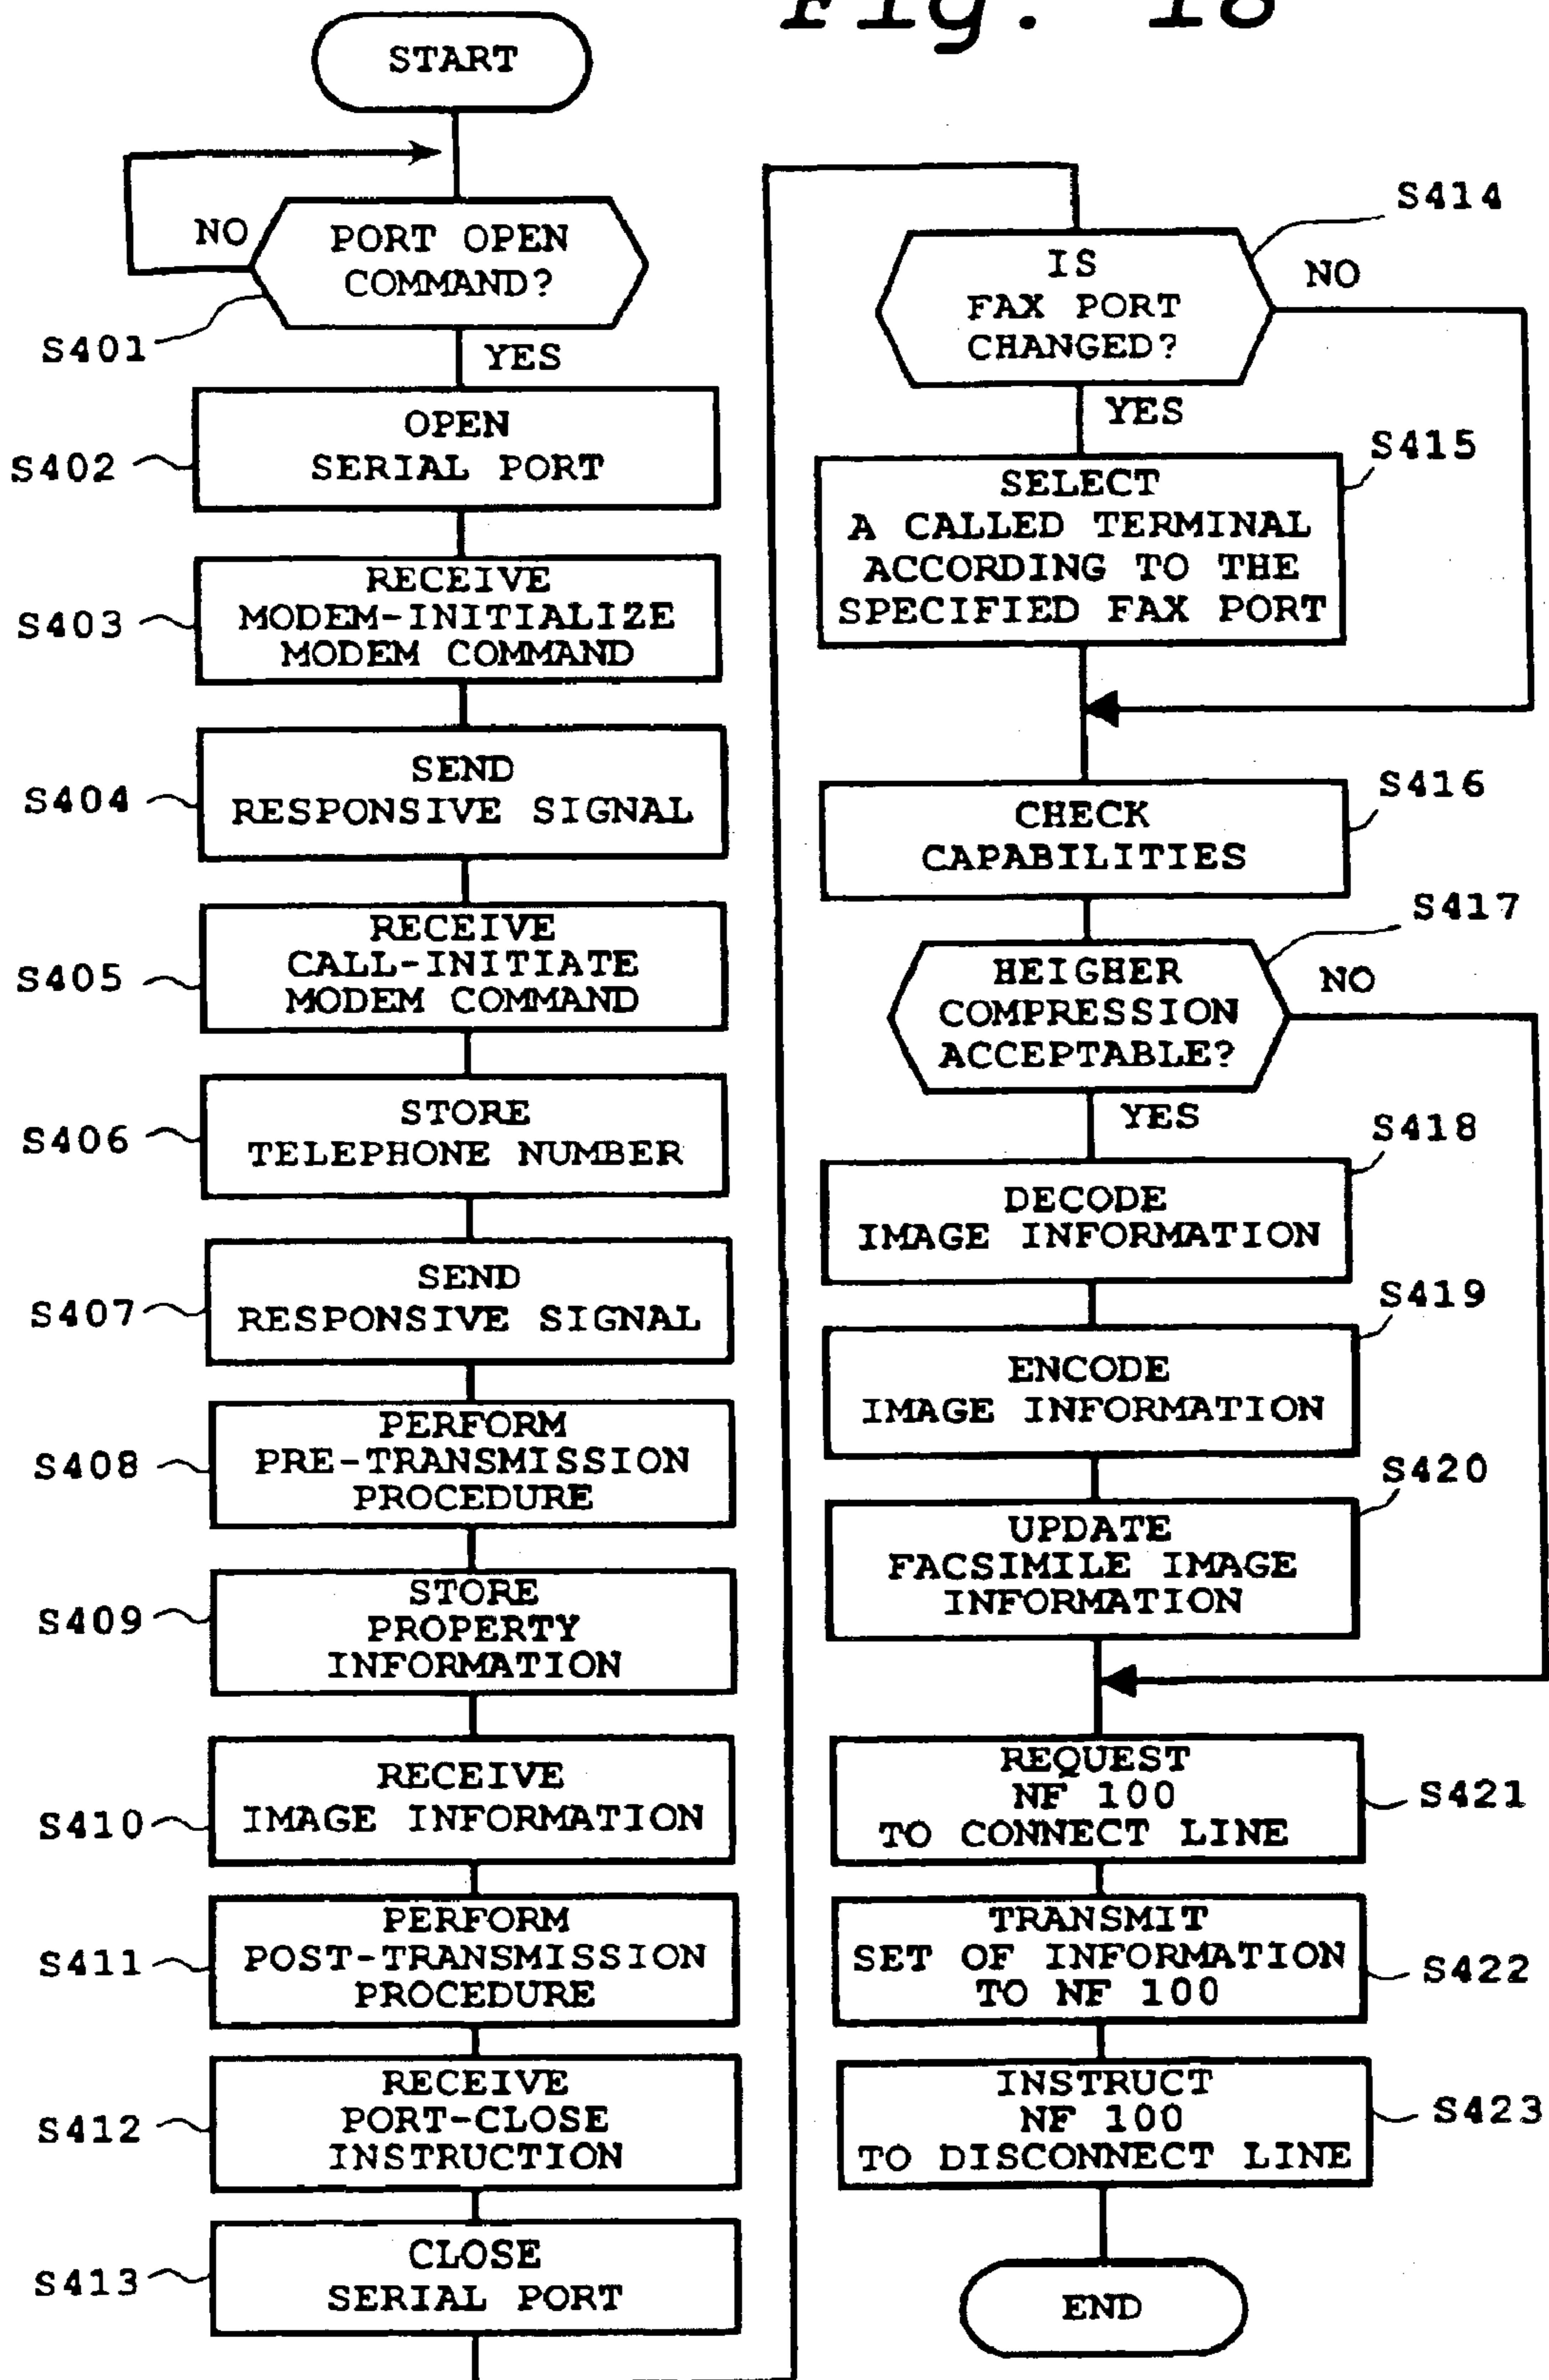 Fig. 18
START
NO
PORT OPEN
COMMAND?
S401
YES
OPEN
SERIAL PORT
S402
RECEIVE
MODEM-INITIALIZE
MODEM COMMAND
S403
SEND
RESPONSIVE SIGNAL
S404
RECEIVE
CALL-INITIATE
MODEM COMMAND
S405
STORE
TELEPHONE NUMBER
S406
SEND
RESPONSIVE SIGNAL
S407
PERFORM
PRE-TRANSMISSION
PROCEDURE
S408
STORE
PROPERTY
INFORMATION
S409
RECEIVE
IMAGE INFORMATION
S410
PERFORM
POST-TRANSMISSION
PROCEDURE
S411
RECEIVE
PORT-CLOSE
INSTRUCTION
S412
CLOSE
SERIAL PORT
S413
S414
IS
FAX PORT
CHANGED?
NO
YES
S415
SELECT
A CALLED TERMINAL
ACCORDING TO THE
SPECIFIED FAX PORT
S416
CHECK
CAPABILITIES
S417
HEIGHER
COMPRESSION
ACCEPTABLE?
NO
YES
S418
DECODE
IMAGE INFORMATION
S419
ENCODE
IMAGE INFORMATION
S420
UPDATE
FACSIMILE IMAGE
INFORMATION
REQUEST
NF 100
TO CONNECT LINE
S421
TRANSMIT
SET OF INFORMATION
TO NF 100
S422
INSTRUCT
NF 100
TO DISCONNECT LINE
S423
END